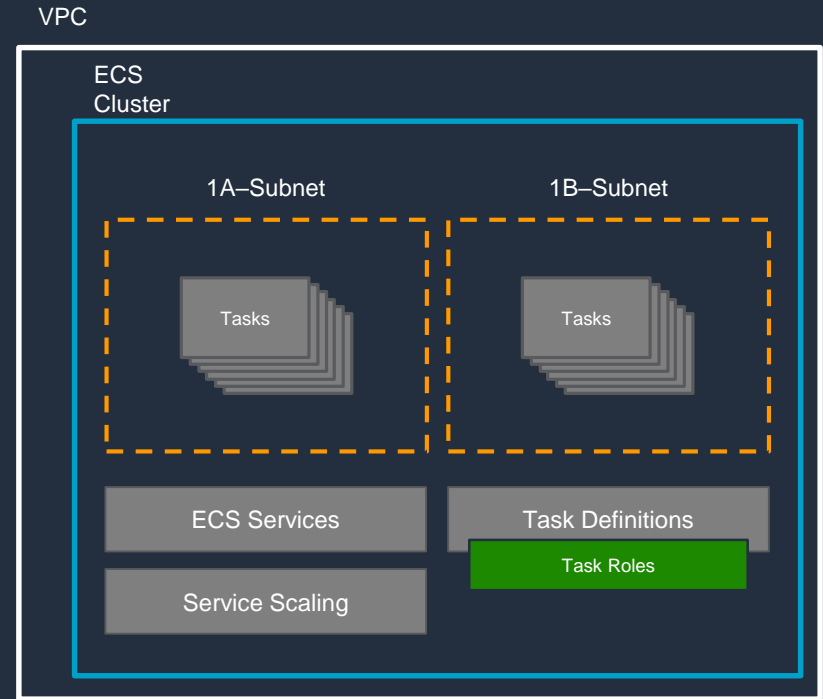 VPC
ECS
Cluster
1A–Subnet
1B–Subnet
Tasks
Tasks
ECS Services
Task Definitions
Task Roles
Service Scaling